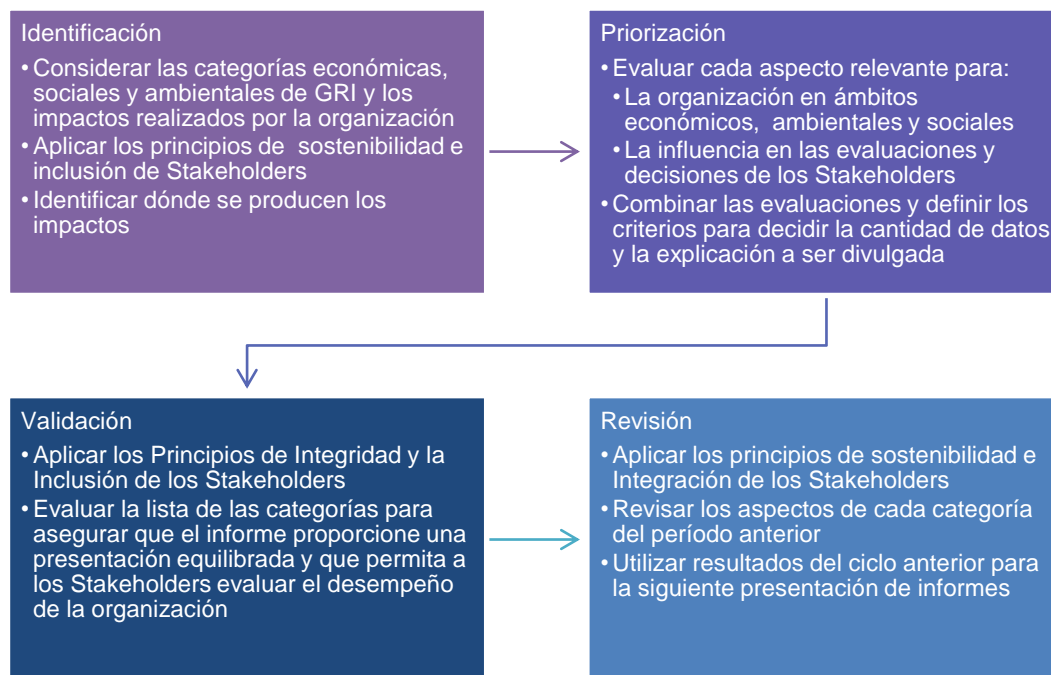 Identificación
• Considerar las categorías económicas,
sociales y ambientales de GRI y los
impactos realizados por la organización
• Aplicar los principios de sostenibilidad e
inclusión de Stakeholders
• Identificar dónde se producen los
impactos
Priorización
• Evaluar cada aspecto relevante para:
• La organización en ámbitos
económicos, ambientales y sociales
• La influencia en las evaluaciones y
decisiones de los Stakeholders
• Combinar las evaluaciones y definir los
criterios para decidir la cantidad de datos
y la explicación a ser divulgada
Validación
• Aplicar los Principios de Integridad y la
Inclusión de los Stakeholders
• Evaluar la lista de las categorías para
asegurar que el informe proporcione una
presentación equilibrada y que permita a
los Stakeholders evaluar el desempeño
de la organización
Revisión
• Aplicar los principios de sostenibilidad e
Integración de los Stakeholders
• Revisar los aspectos de cada categoría
del período anterior
• Utilizar resultados del ciclo anterior para
la siguiente presentación de informes